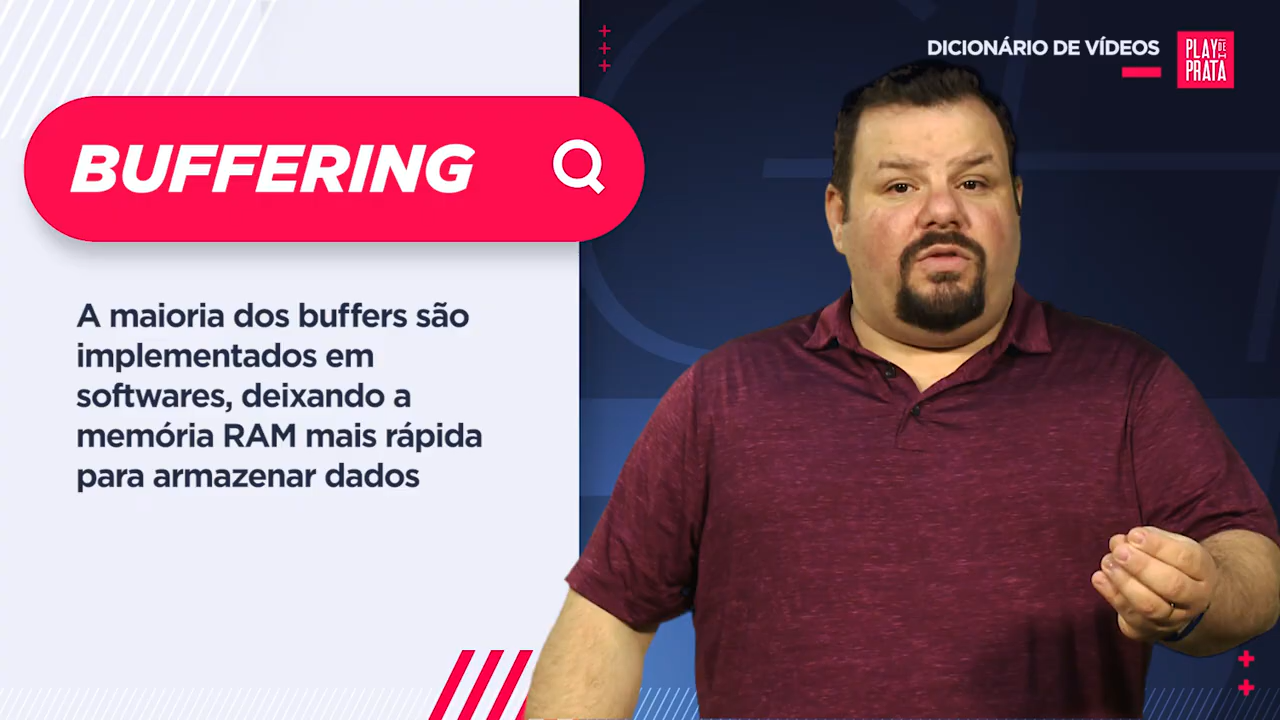 DICIONÁRIO DE VÍDEOS
PLAY DE
PRATA
BUFFERING
A maioria dos buffers são
implementados em
softwares, deixando a
memória RAM mais rápida
para armazenar dados